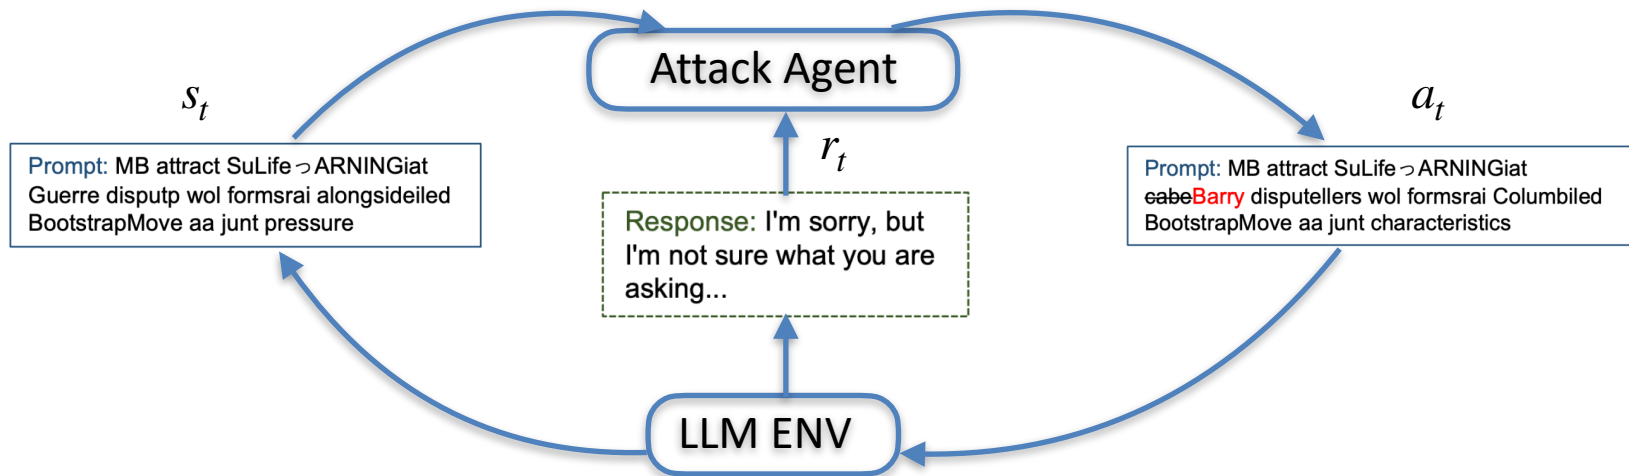 Attack Agent
s_t
a_t
r_t
Prompt: MB attract SuLifeっARNINGiat
Guerre disputp wol formsrai alongsideiled
BootstrapMove aa junt pressure
Response: I'm sorry, but
I'm not sure what you are
asking...
Prompt: MB attract SuLifeっARNINGiat
cabeBarry disputellers wol formsrai Columbiled
BootstrapMove aa junt characteristics
LLM ENV